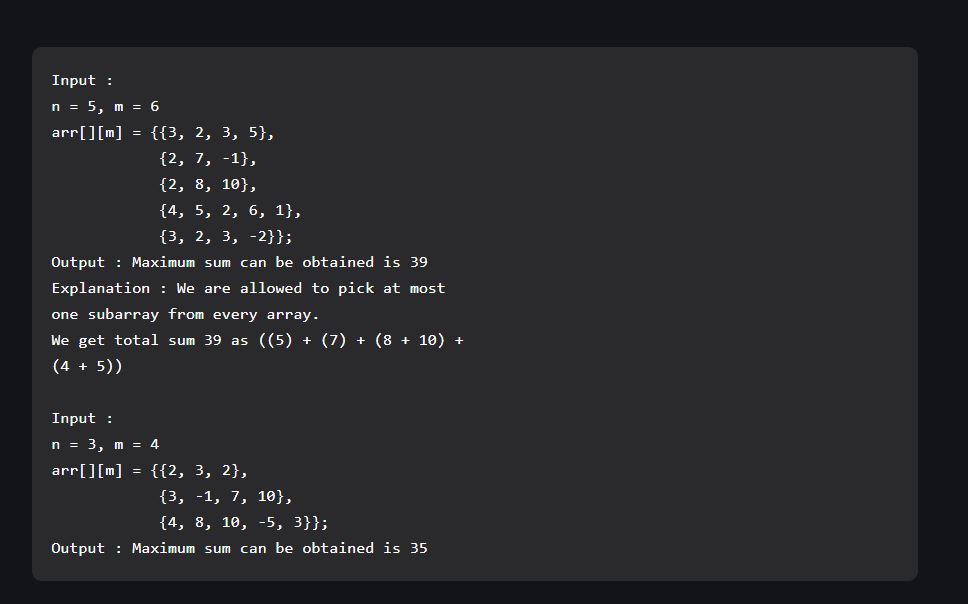 Input :
n = 5, m = 6
arr[][m] = {{3, 2, 3, 5},
{2, 7, -1},
{2, 8, 10},
{4, 5, 2, 6, 1},
{3, 2, 3, -2}};
Output : Maximum sum can be obtained is 39
Explanation : We are allowed to pick at most
one subarray from every array.
We get total sum 39 as ((5) + (7) + (8 + 10) +
(4 + 5))
Input :
n = 3, m = 4
arr[][m] = {{2, 3, 2},
{3, -1, 7, 10},
{4, 8, 10, -5, 3}};
Output : Maximum sum can be obtained is 35